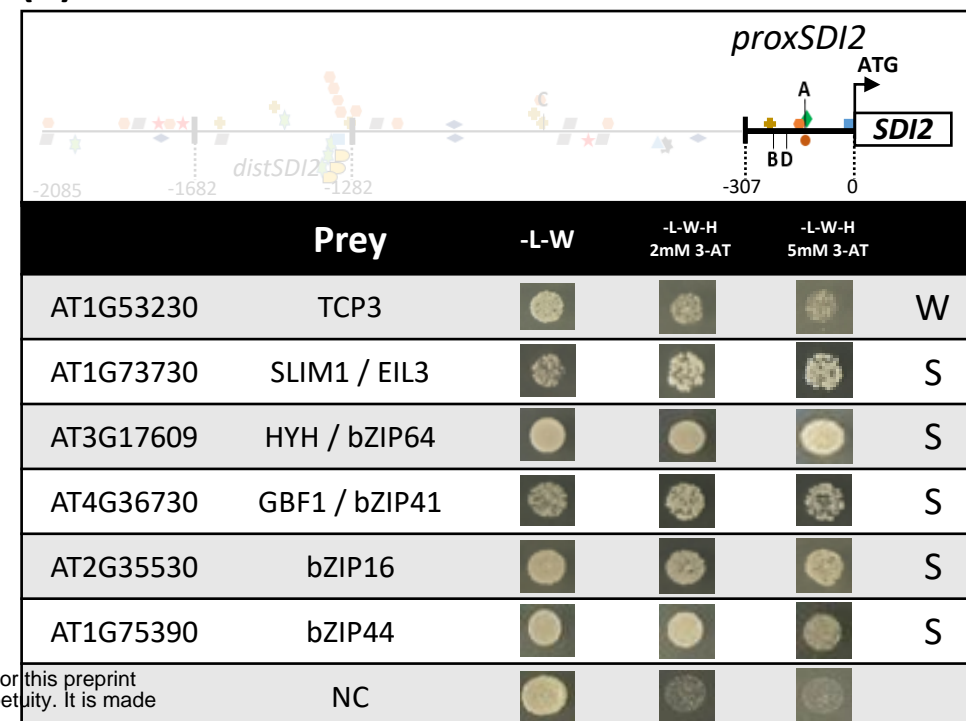 proxSDI2
ATG
A
C
SDI2
B D
distSDI2
-2085
-1682
-1282
-307
0
Prey -L-W -L-W-H 2mM 3-AT -L-W-H 5mM 3-AT
AT1G53230 TCP3 W
AT1G73730 SLIM1 / EIL3 S
AT3G17609 HYH / bZIP64 S
AT4G36730 GBF1 / bZIP41 S
AT2G35530 bZIP16 S
AT1G75390 bZIP44 S
or this preprint
etuity. It is made
NC